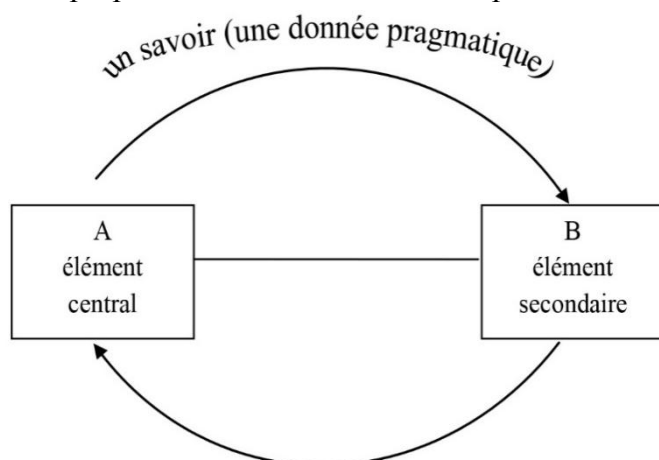 un savoir (une donnée pragmatique)
A
élément
central
B
élément
secondaire